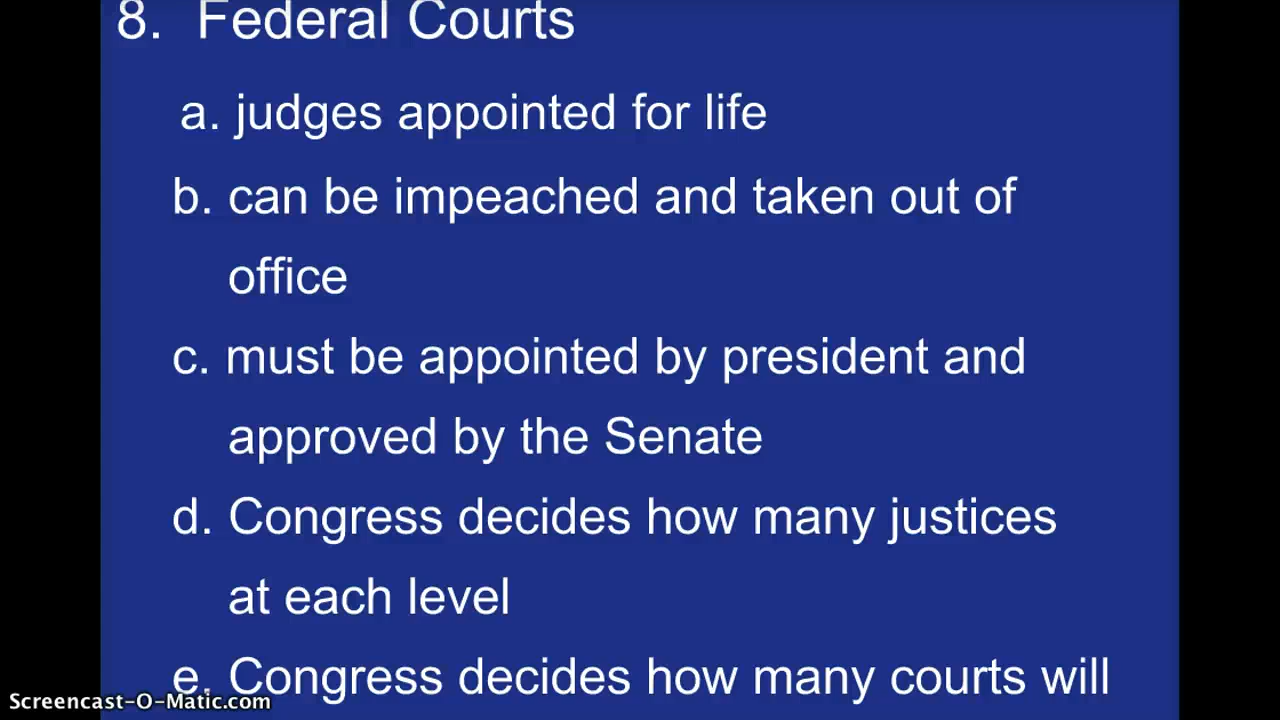 8. Federal Courts
a. judges appointed for life
b. can be impeached and taken out of
office
c. must be appointed by president and
approved by the Senate
d. Congress decides how many justices
at each level
e. Congress decides how many courts will
Screencast-O-Matic.com